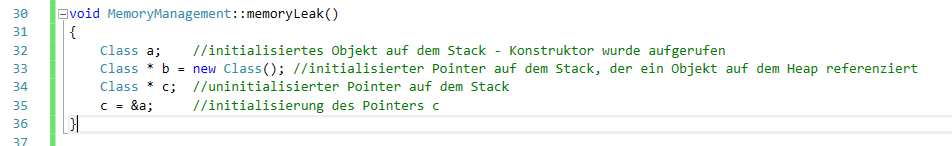 30 void MemoryManagement::memoryLeak()
31 {
32 Class a; //initialisiertes Objekt auf dem Stack - Konstruktor wurde aufgerufen
33 Class * b = new Class(); //initialisierter Pointer auf dem Stack, der ein Objekt auf dem Heap referenziert
34 Class * c; //uninitialisierter Pointer auf dem Stack
35 c = &a; //initialisierung des Pointers c
36 }
37